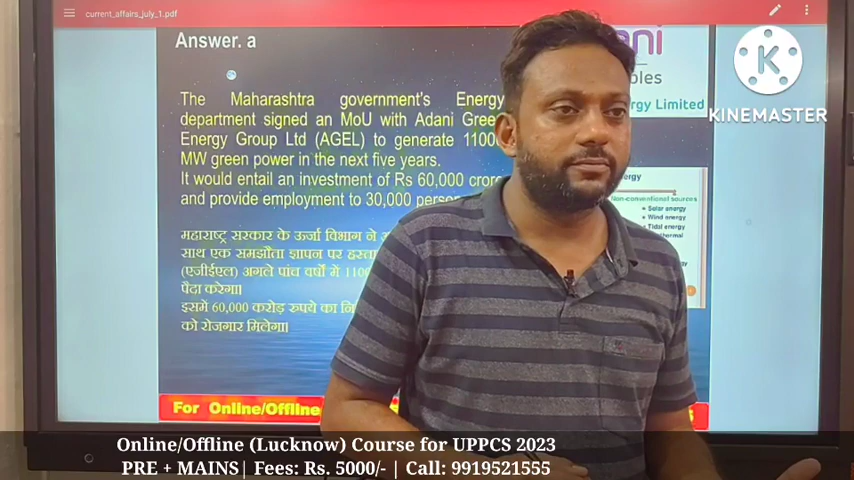 current_affairs_july_1.pdf
Answer. a
The Maharashtra government's Energy
department signed an MoU with Adani Green
Energy Group Ltd (AGEL) to generate 1100
MW green power in the next five years.
It would entail an investment of Rs 60,000 crore
and provide employment to 30,000
महाराष्ट्र सरकार के ऊर्जा विभाग ने
साथ एक समझौता ज्ञापन पर
(एजीईएल) अगले पांच वर्षों में 1100
पैदा करेगा।
इसमें 60,000 करोड़ रुपये का
को रोजगार मिलेगा।
Energy Limited
Non-conventional sources
Solar energy
Wind energy
Tidal energy
K
KINEMASTER
For Online/Offline
Online/Offline (Lucknow) Course for UPPCS 2023
PRE + MAINS| Fees: Rs. 5000/- | Call: 9919521555